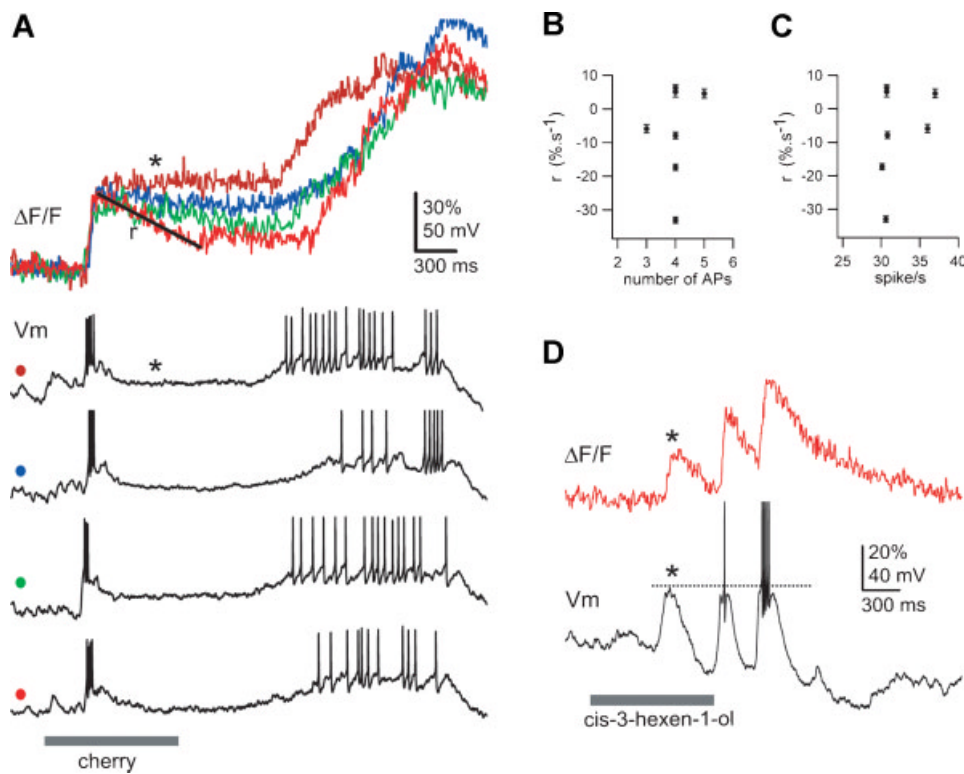 A
*
ΔF/F
r
30%
50 mV
300 ms
Vm
*
cherry
B
r (%.s-1)
10
0
-10
-20
-30
2 3 4 5 6
number of APs
C
r (%.s-1)
10
0
-10
-20
-30
25 30 35 40
spike/s
D
ΔF/F
*
Vm
*
20%
40 mV
300 ms
cis-3-hexen-1-ol